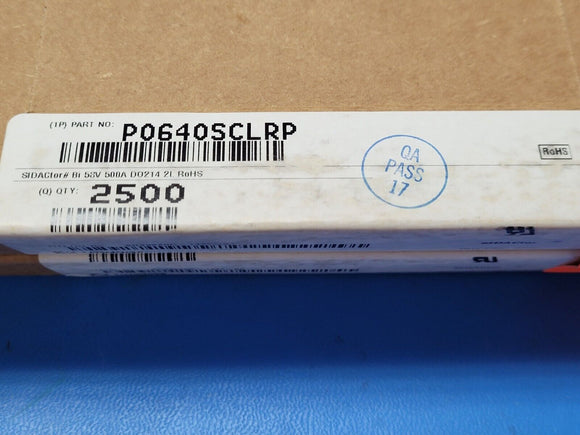 (1P) PART NO: P0640SCLRP
SIDACtor® Bi 58V 500A DO214 2L RoHS
(Q) QTY: 2500
QA
PASS
17
RoHS